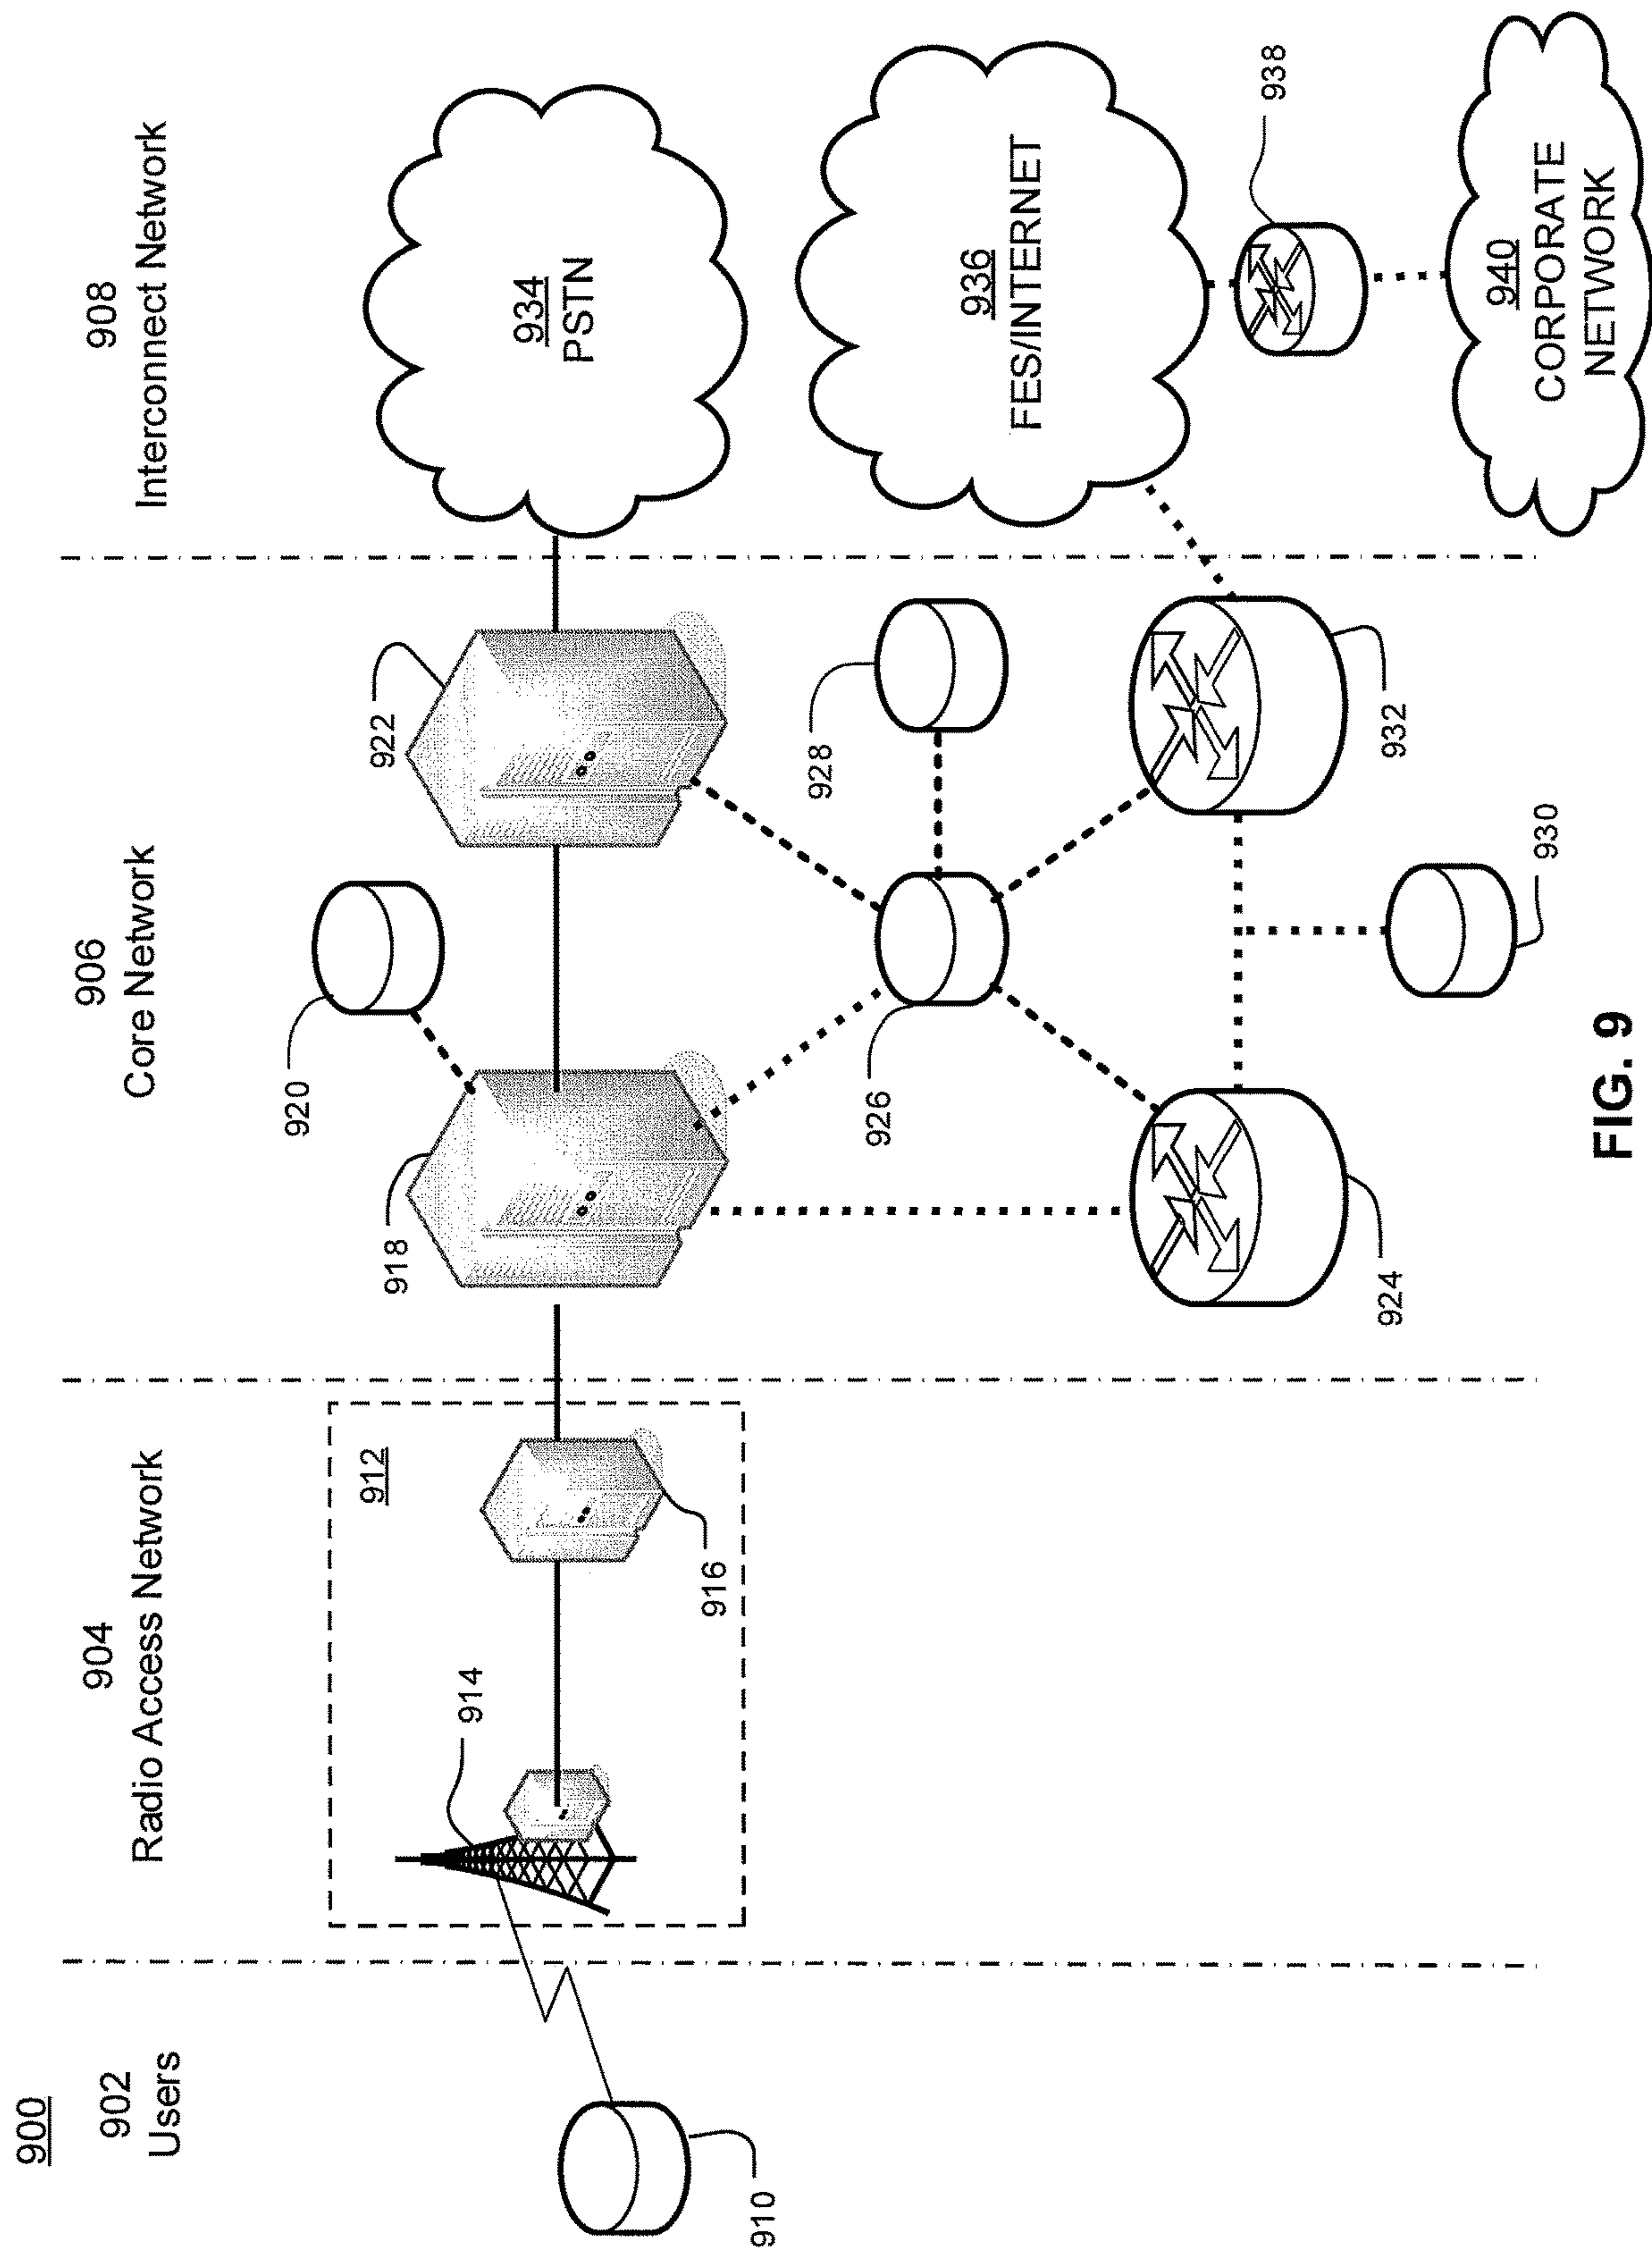 900
902
Users
904
Radio Access Network
906
Core Network
908
Interconnect Network
910
912
914
916
918
920
922
924
926
928
930
932
934
PSTN
936
FES/INTERNET
938
940
CORPORATE
NETWORK
FIG. 9